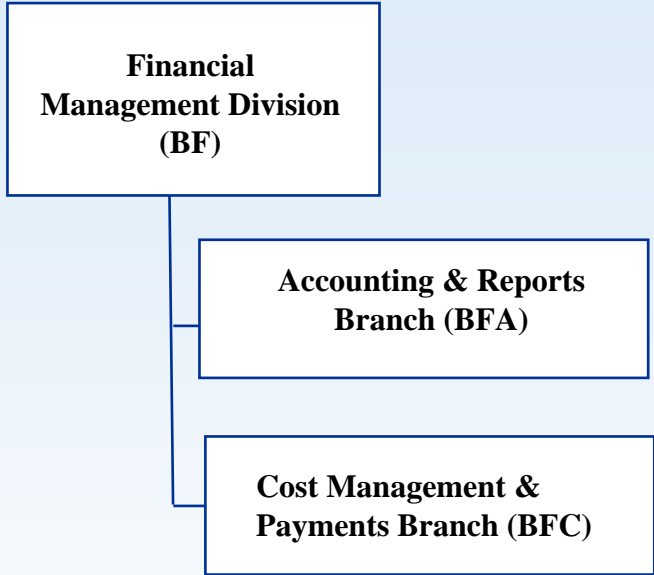 Financial
Management Division
(BF)
Accounting & Reports
Branch (BFA)
Cost Management &
Payments Branch (BFC)